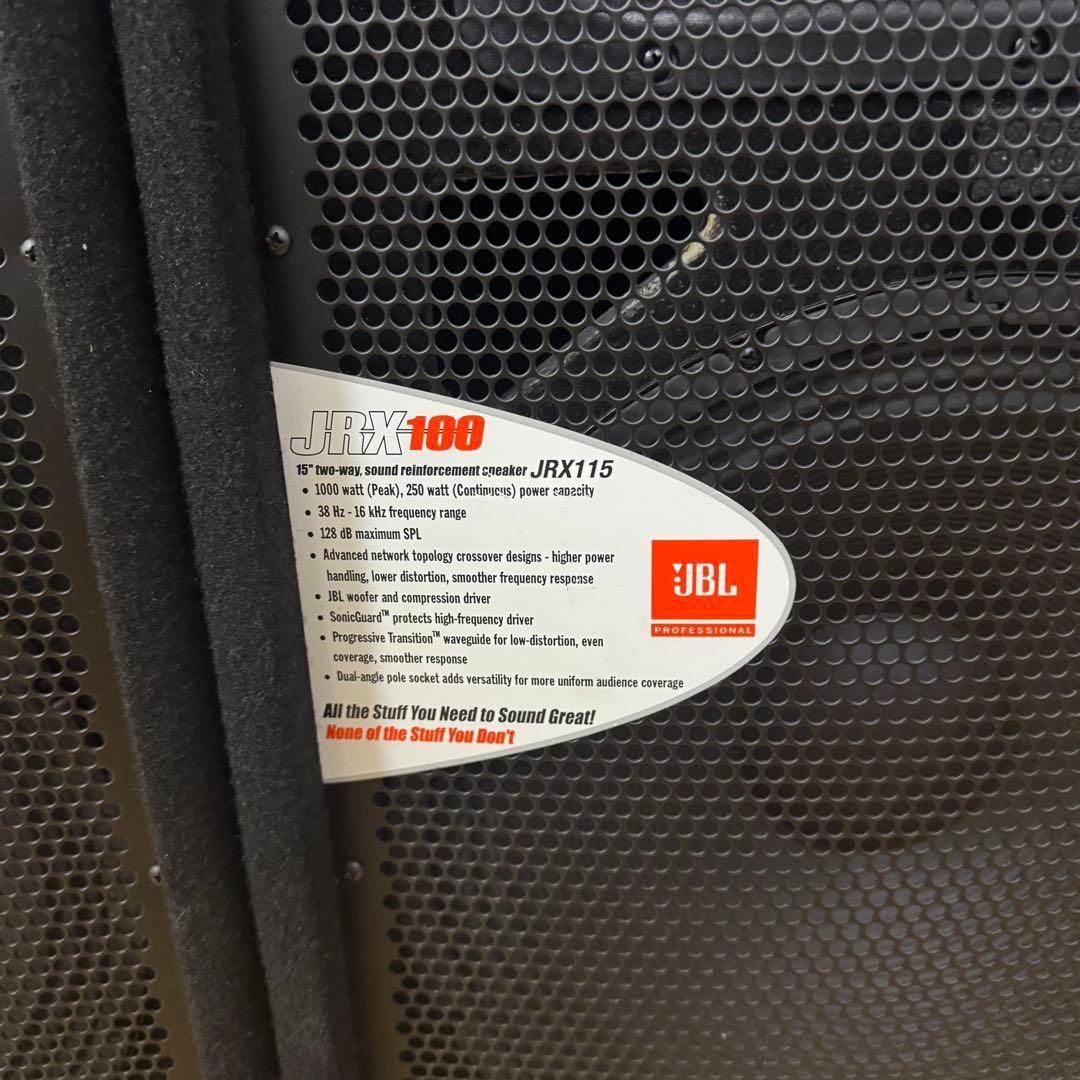 JRX100
15" two-way, sound reinforcement speaker JRX115
• 1000 watt (Peak), 250 watt (Continuous) power capacity
• 38 Hz - 16 kHz frequency range
• 128 dB maximum SPL
• Advanced network topology crossover designs - higher power
handling, lower distortion, smoother frequency response
• JBL woofer and compression driver
• SonicGuard™ protects high-frequency driver
• Progressive Transition™ waveguide for low-distortion, even
coverage, smoother response
• Dual-angle pole socket adds versatility for more uniform audience coverage
All the Stuff You Need to Sound Great!
None of the Stuff You Don't
JBL
PROFESSIONAL